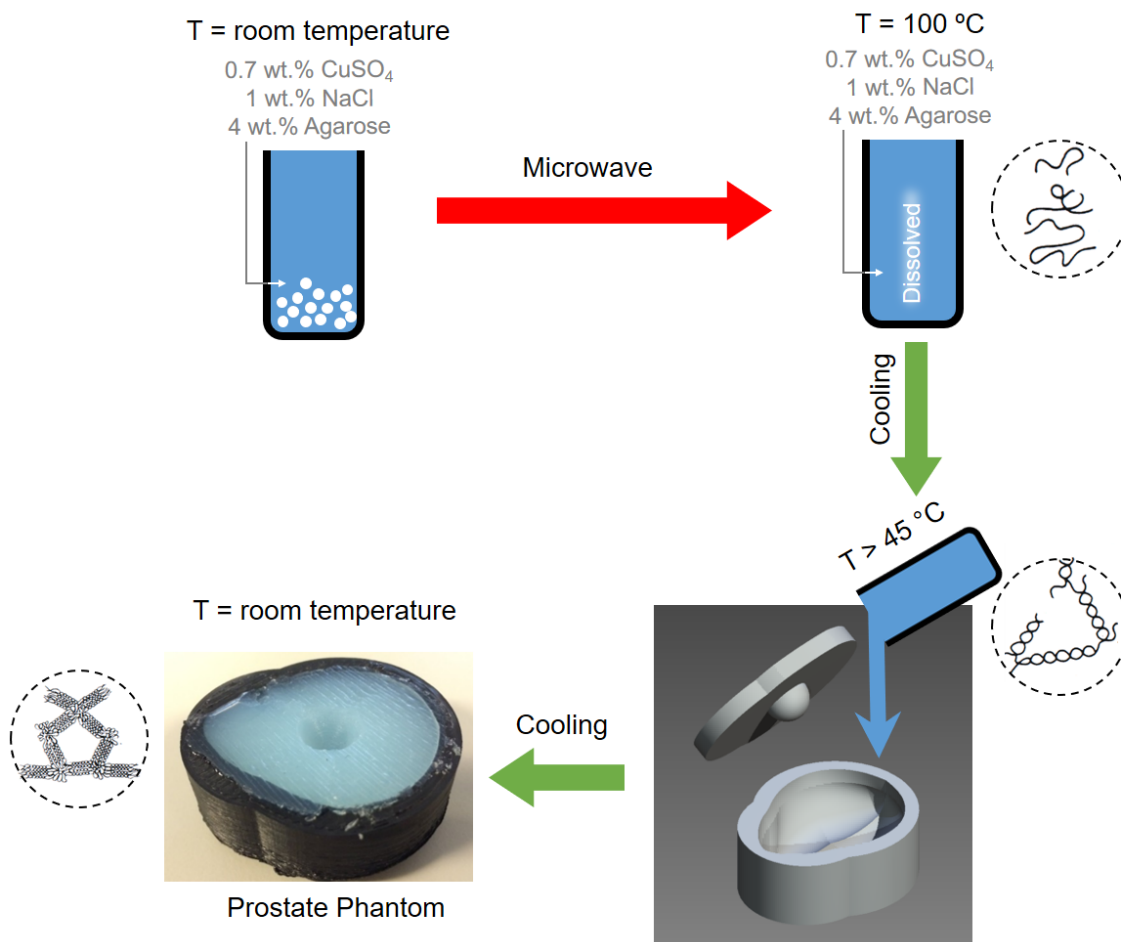 T = room temperature
0.7 wt.% CuSO₄
1 wt.% NaCl
4 wt.% Agarose
Microwave
T = 100 ºC
0.7 wt.% CuSO₄
1 wt.% NaCl
4 wt.% Agarose
Dissolved
Cooling
T > 45 °C
Cooling
T = room temperature
Prostate Phantom